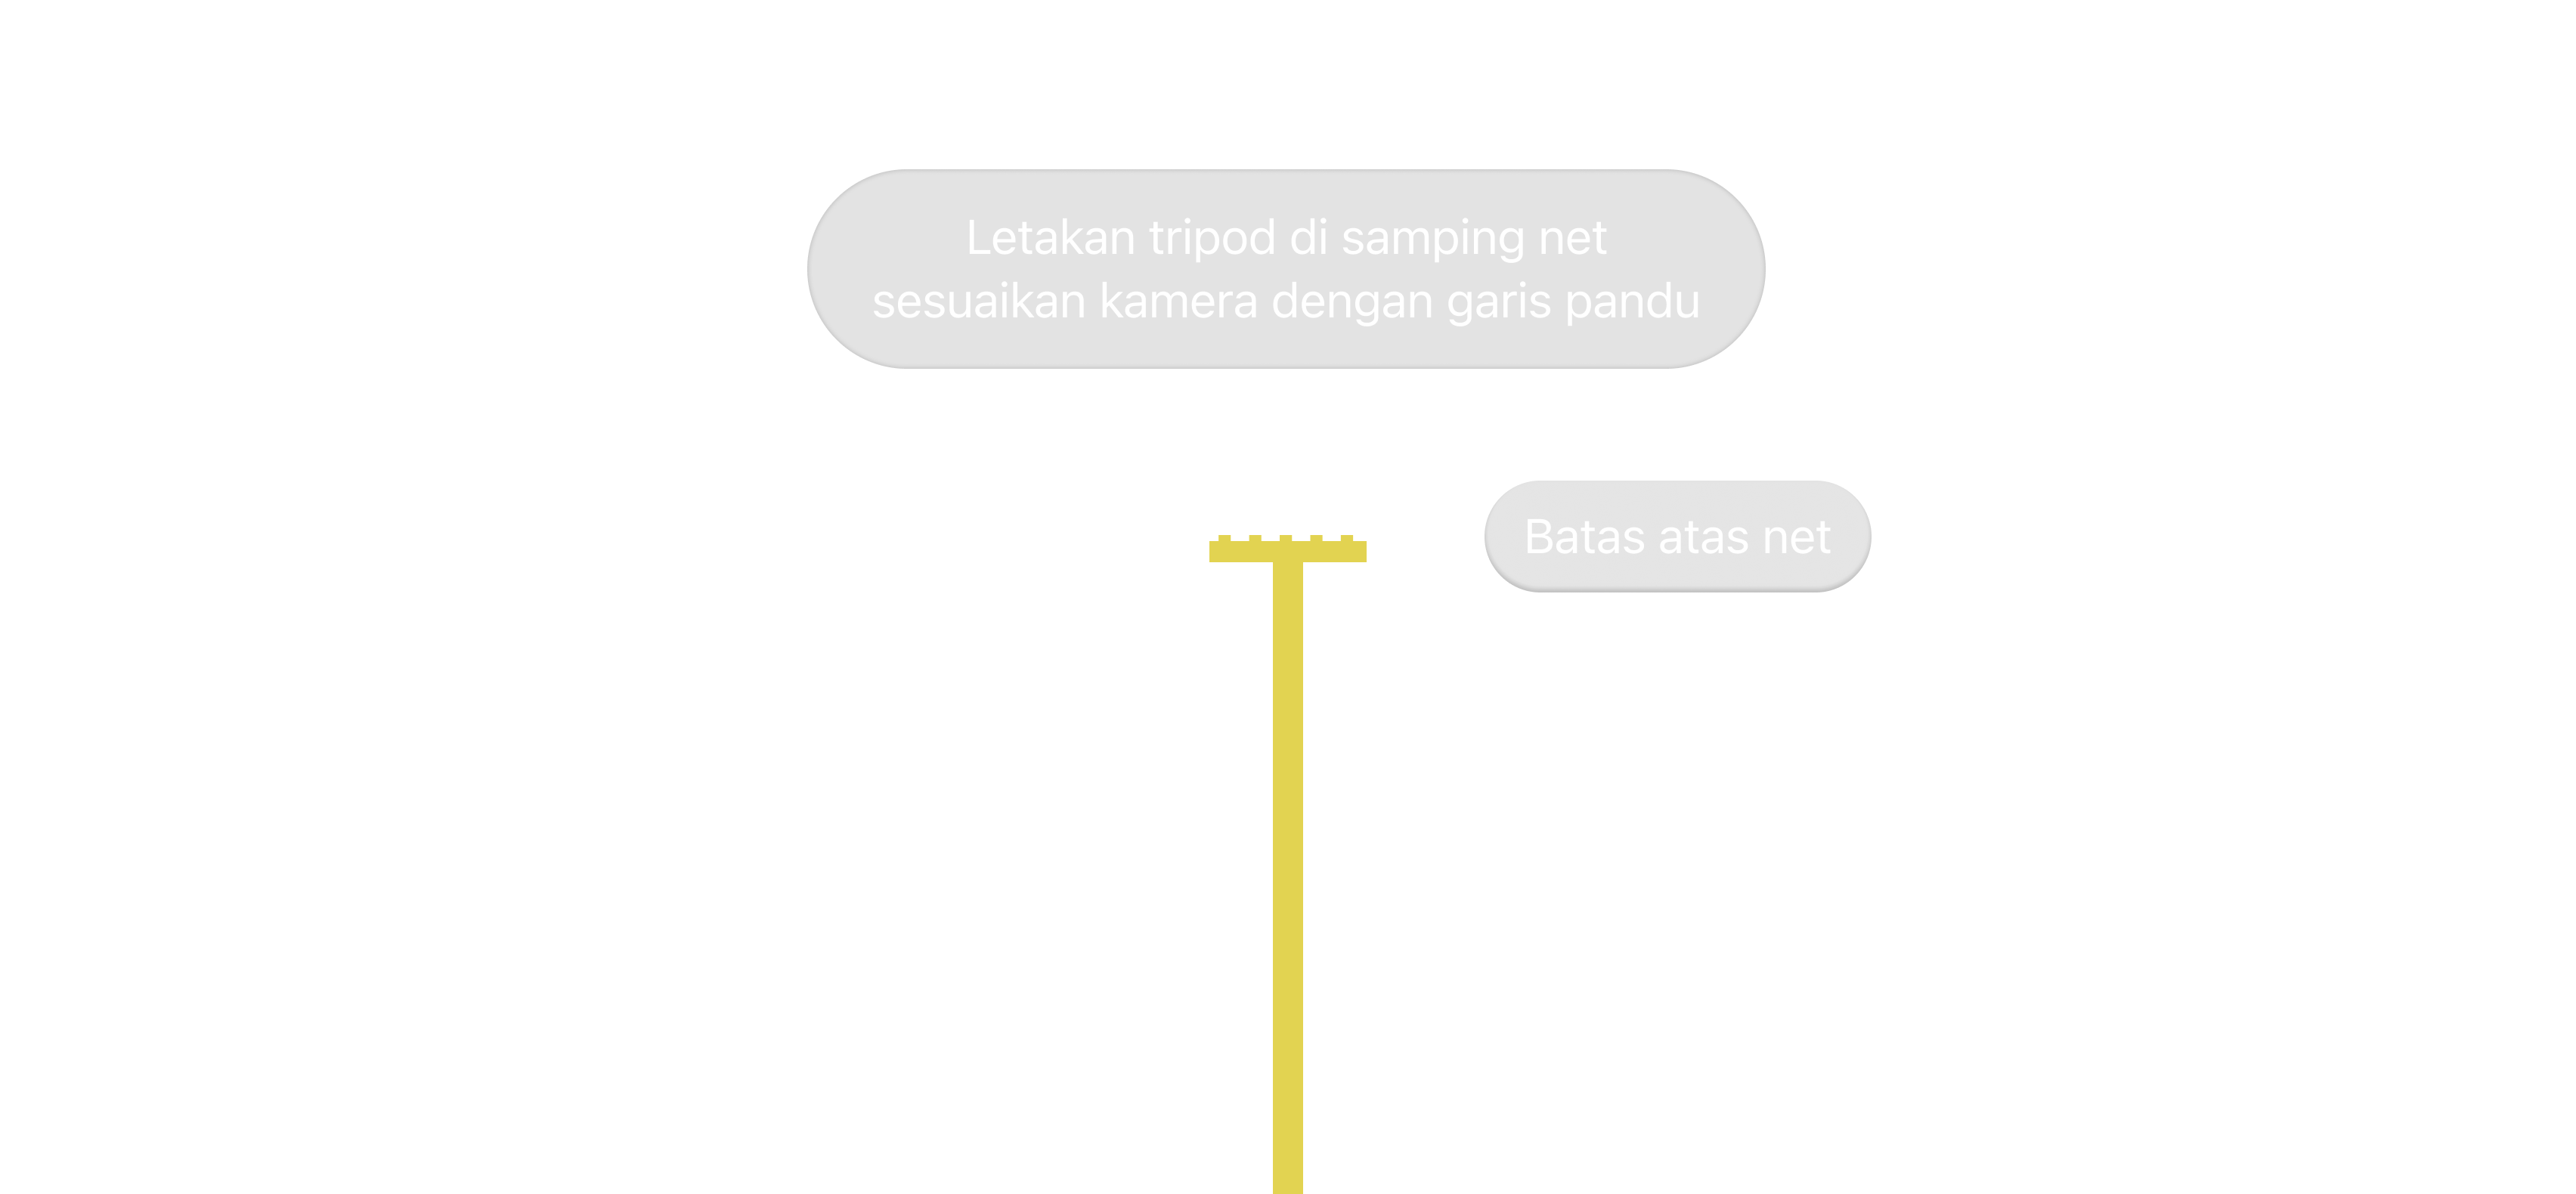 Letakan tripod di samping net
sesuaikan kamera dengan garis pandu
Batas atas net